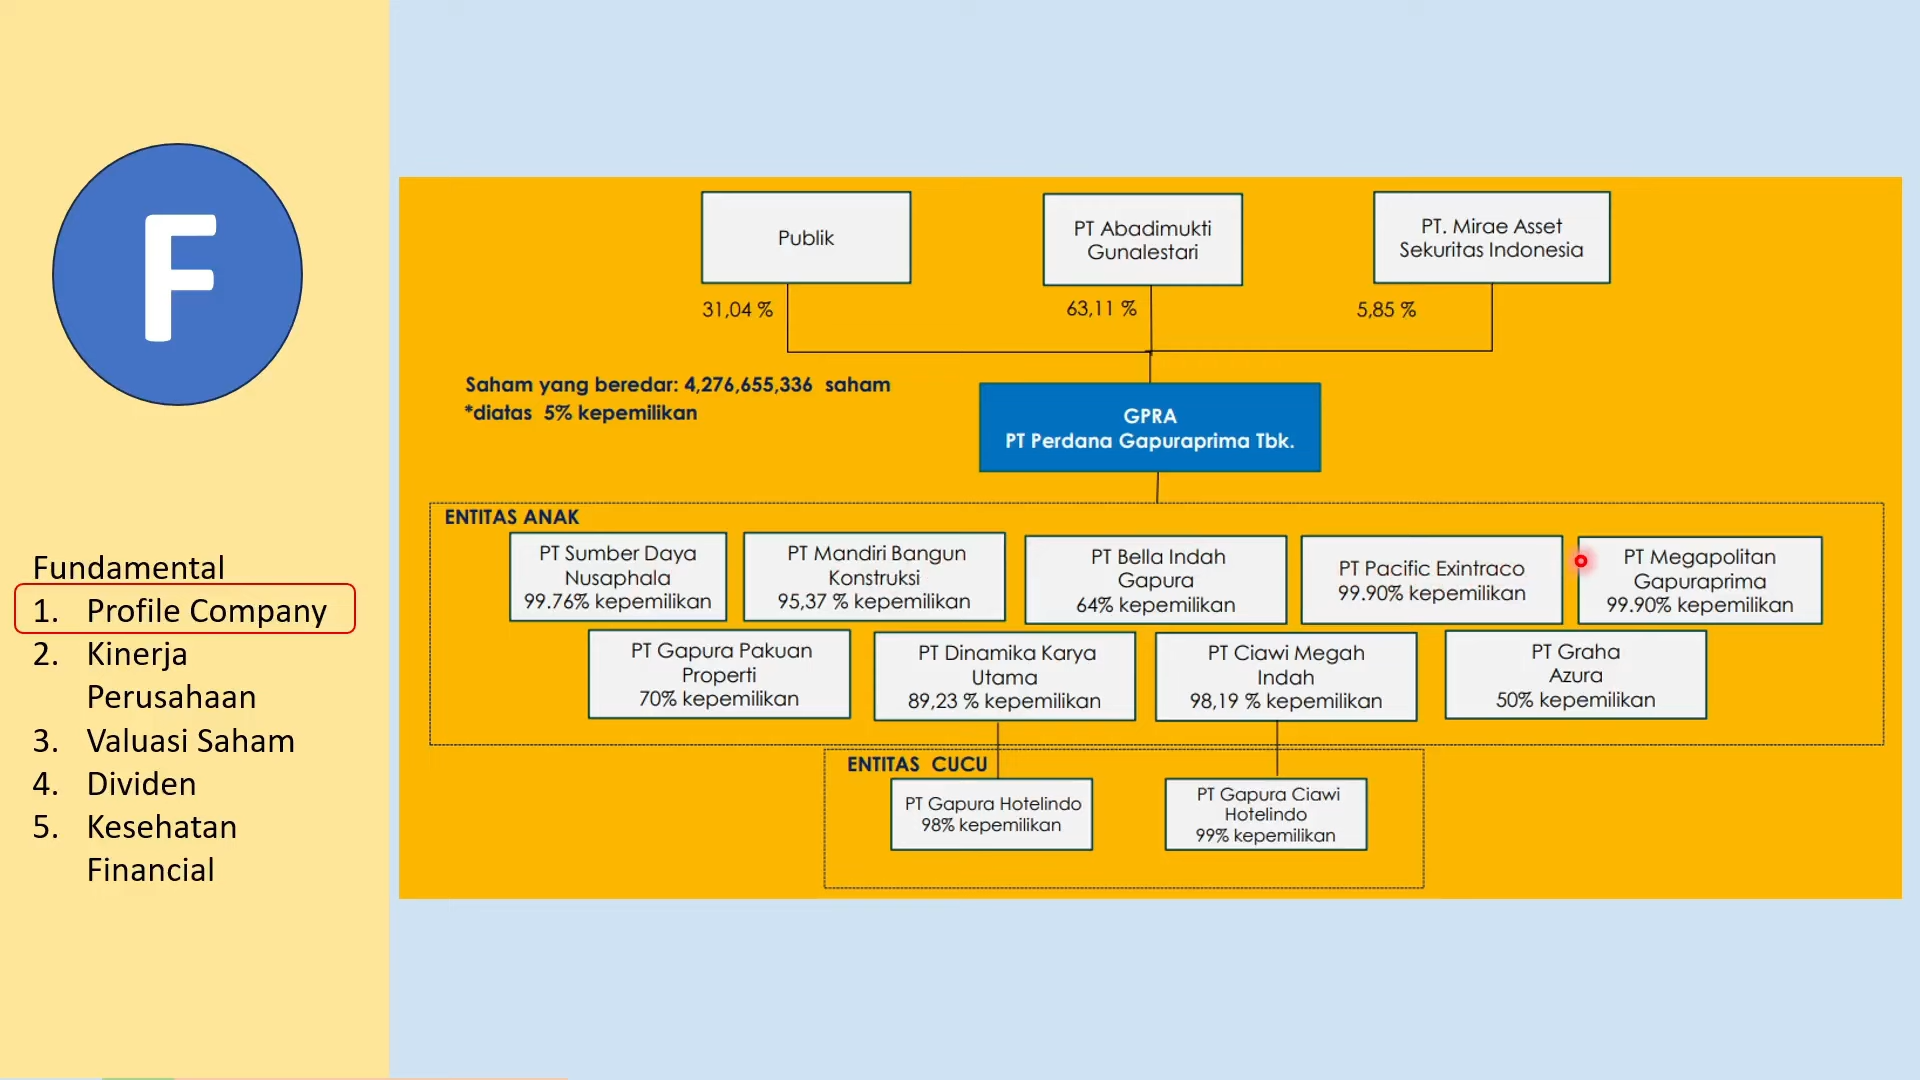 F
Fundamental
1. Profile Company
2. Kinerja
Perusahaan
3. Valuasi Saham
4. Dividen
5. Kesehatan
Financial
Publik
PT Abadimukti
Gunalestari
PT. Mirae Asset
Sekuritas Indonesia
31,04 %
63,11 %
5,85 %
Saham yang beredar: 4,276,655,336 saham
*diatas 5% kepemilikan
GPRA
PT Perdana Gapuraprima Tbk.
ENTITAS ANAK
PT Sumber Daya
Nusaphala
99.76% kepemilikan
PT Mandiri Bangun
Konstruksi
95,37 % kepemilikan
PT Bella Indah
Gapura
64% kepemilikan
PT Pacific Exintraco
99.90% kepemilikan
PT Megapolitan
Gapuraprima
99.90% kepemilikan
PT Gapura Pakuan
Properti
70% kepemilikan
PT Dinamika Karya
Utama
89,23 % kepemilikan
PT Ciawi Megah
Indah
98,19 % kepemilikan
PT Graha
Azura
50% kepemilikan
ENTITAS CUCU
PT Gapura Hotelindo
98% kepemilikan
PT Gapura Ciawi
Hotelindo
99% kepemilikan